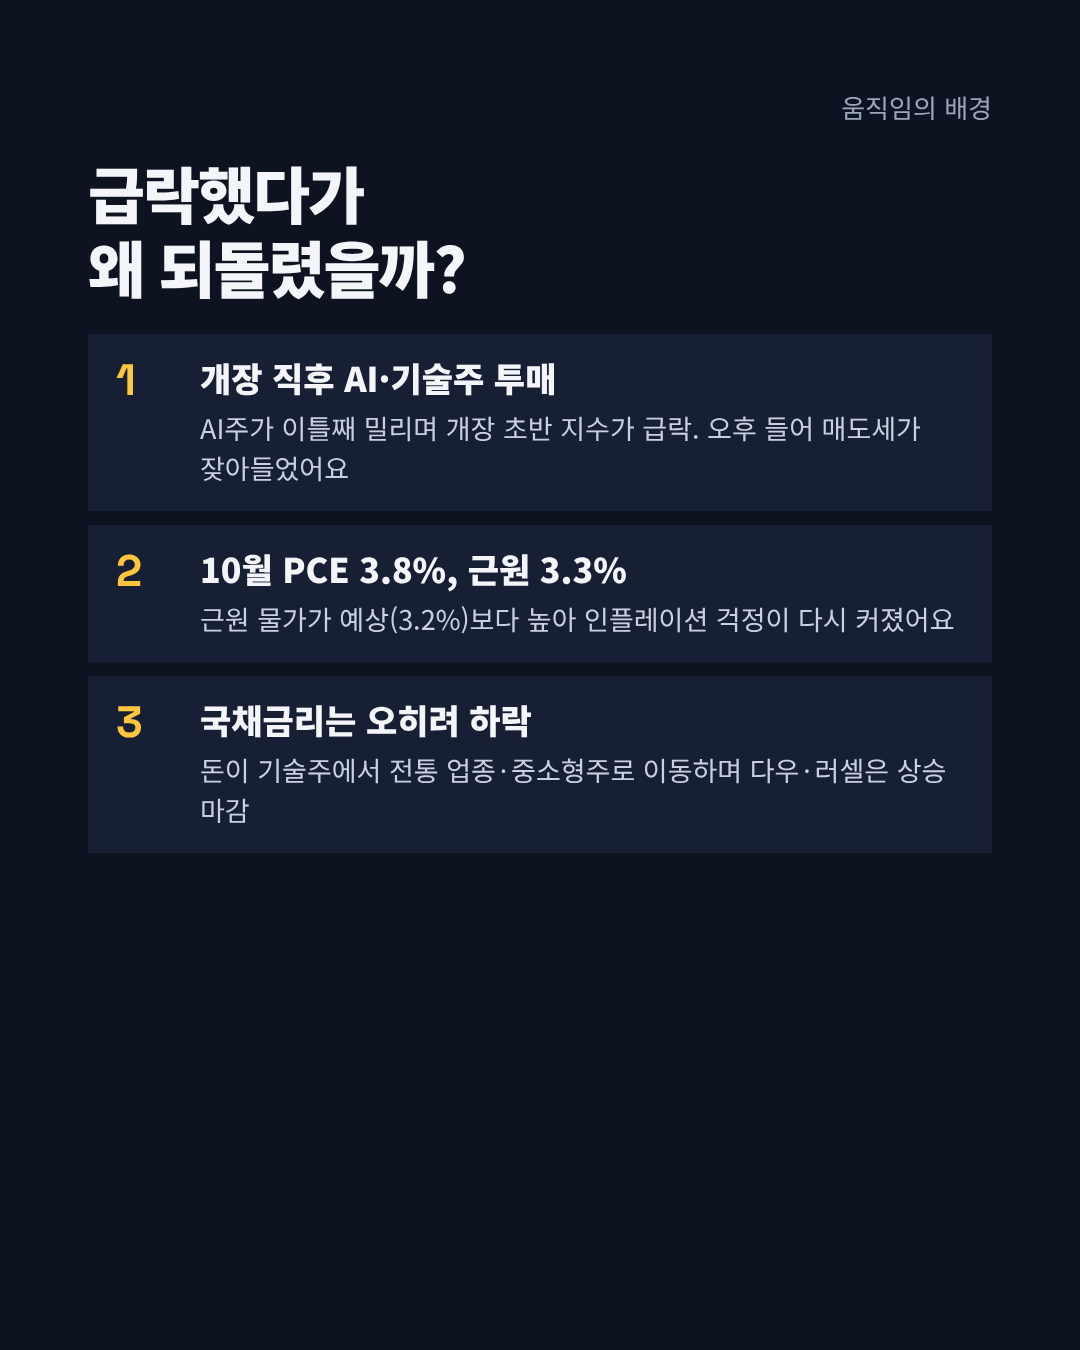 움직임의 배경
급락했다가
왜 되돌렸을까?
1
개장 직후 AI·기술주 투매
AI주가 이틀째 밀리며 개장 초반 지수가 급락. 오후 들어 매도세가
잦아들었어요
2
10월 PCE 3.8%, 근원 3.3%
근원 물가가 예상(3.2%)보다 높아 인플레이션 걱정이 다시 커졌어요
3
국채금리는 오히려 하락
돈이 기술주에서 전통 업종·중소형주로 이동하며 다우·러셀은 상승
마감